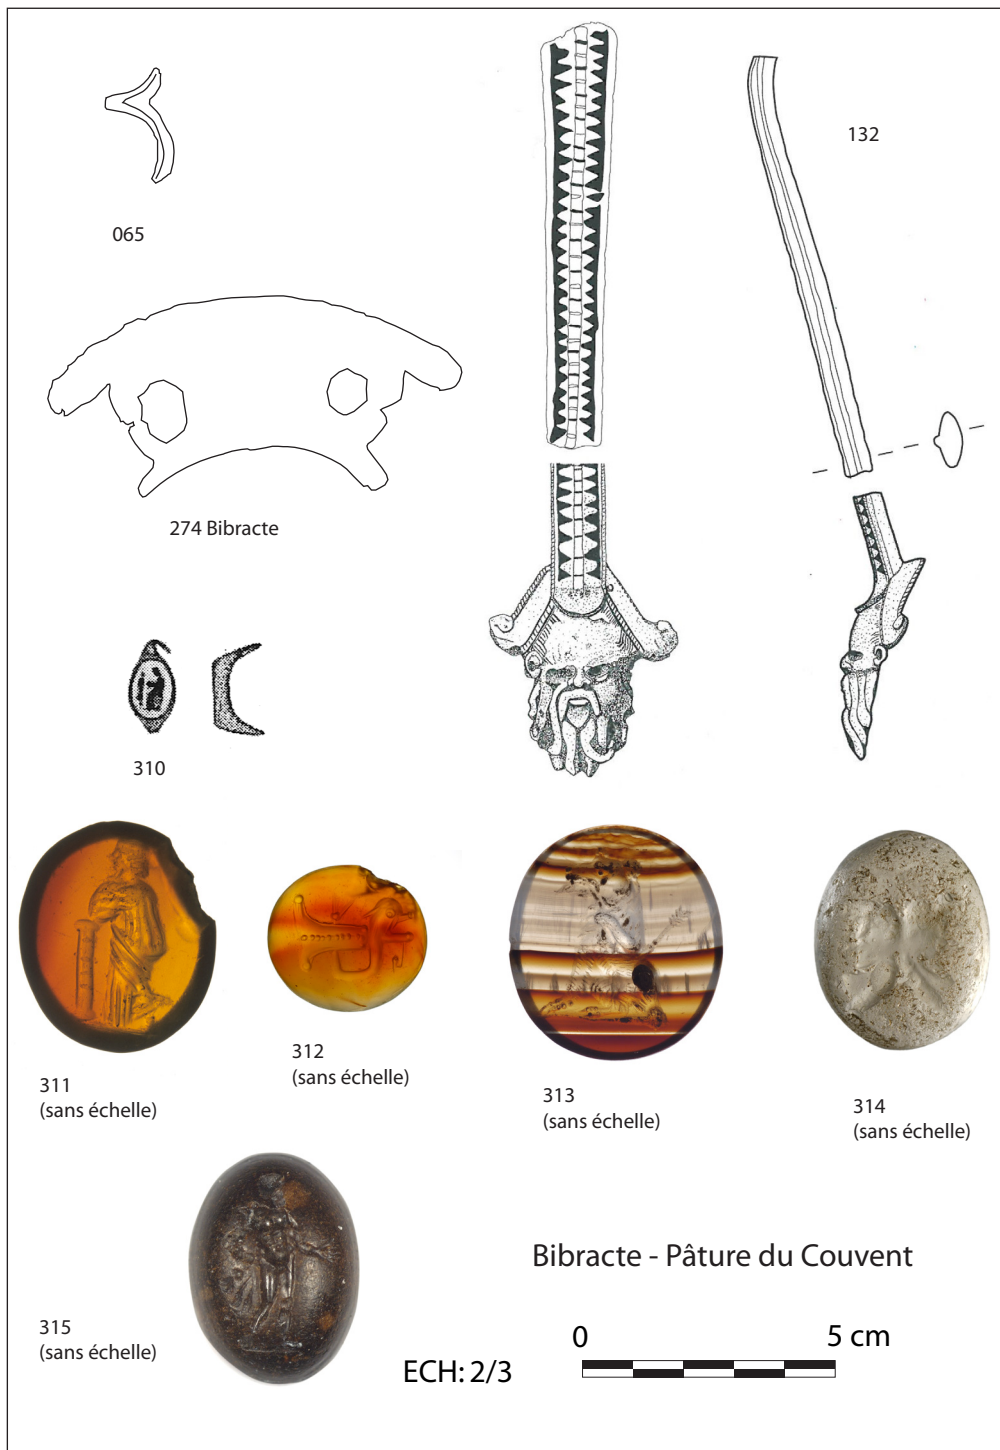 132
065
274 Bibracte
310
311
(sans échelle)
312
(sans échelle)
313
(sans échelle)
314
(sans échelle)
315
(sans échelle)
Bibracte - Pâture du Couvent
0 5 cm
ECH: 2/3